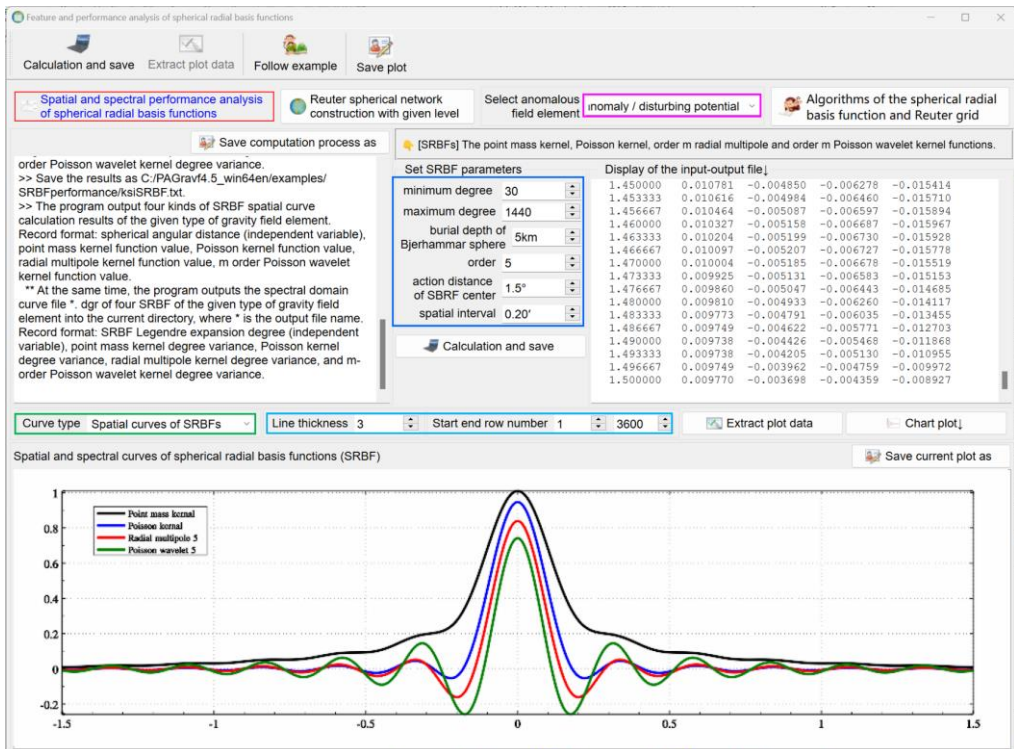 Feature and performance analysis of spherical radial basis functions
Calculation and save
Extract plot data
Follow example
Save plot
Spatial and spectral performance analysis
of spherical radial basis functions
Reuter spherical network
construction with given level
Select anomalous
field element
anomaly / disturbing potential
Algorithms of the spherical radial
basis function and Reuter grid
Save computation process as
[SRBFs] The point mass kernel, Poisson kernel, order m radial multipole and order m Poisson wavelet kernel functions.
order Poisson wavelet kernel degree variance.
>> Save the results as C:/PAGravf4.5_win64en/examples/
SRBFperformance/ksiSRBF.txt.
>> The program output four kinds of SRBF spatial curve
calculation results of the given type of gravity field element.
Record format: spherical angular distance (independent variable),
point mass kernel function value, Poisson kernel function value,
radial multipole kernel function value, m order Poisson wavelet
kernel function value.
** At the same time, the program outputs the spectral domain
curve file *. dgr of four SRBF of the given type of gravity field
element into the current directory, where * is the output file name.
Record format: SRBF Legendre expansion degree (independent
variable), point mass kernel degree variance, Poisson kernel
degree variance, radial multipole kernel degree variance, and m-
order Poisson wavelet kernel degree variance.
Set SRBF parameters
minimum degree 30
maximum degree 1440
burial depth of
Bjerhammar sphere 5km
order 5
action distance
of SBRF center 1.5°
spatial interval 0.20'
Calculation and save
Display of the input-output file↓
1.450000 0.010781 -0.004850 -0.006278 -0.015414
1.453333 0.010616 -0.004984 -0.006460 -0.015710
1.456667 0.010464 -0.005087 -0.006597 -0.015894
1.460000 0.010327 -0.005158 -0.006687 -0.015967
1.463333 0.010204 -0.005199 -0.006730 -0.015928
1.466667 0.010097 -0.005207 -0.006727 -0.015778
1.470000 0.010004 -0.005185 -0.006678 -0.015519
1.473333 0.009925 -0.005131 -0.006583 -0.015153
1.476667 0.009860 -0.005047 -0.006443 -0.014685
1.480000 0.009810 -0.004933 -0.006260 -0.014117
1.483333 0.009773 -0.004791 -0.006035 -0.013455
1.486667 0.009749 -0.004622 -0.005771 -0.012703
1.490000 0.009738 -0.004426 -0.005468 -0.011868
1.493333 0.009738 -0.004205 -0.005130 -0.010955
1.496667 0.009749 -0.003962 -0.004759 -0.009972
1.500000 0.009770 -0.003698 -0.004359 -0.008927
Curve type Spatial curves of SRBFs
Line thickness 3
Start end row number 1 3600
Extract plot data
Chart plot↓
Spatial and spectral curves of spherical radial basis functions (SRBF)
Save current plot as
Point mass kernal
Poisson kernal
Radial multipolo 5
Poisson wavelet 5
1
0.8
0.6
0.4
0.2
0
-0.2
-1.5 -1 -0.5 0 0.5 1 1.5